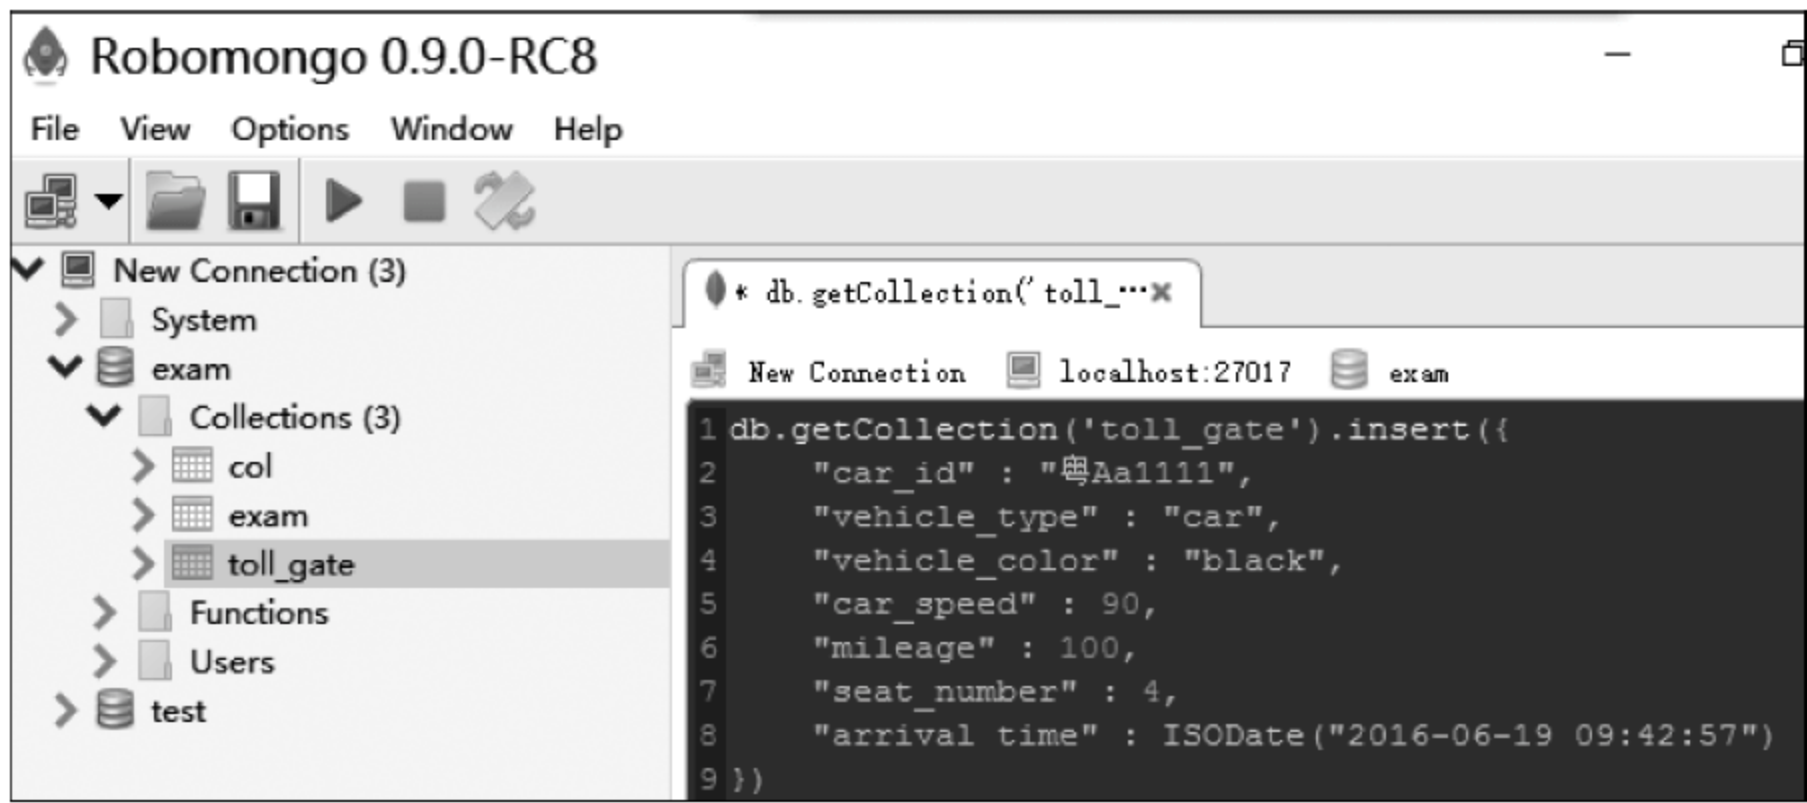 Robomongo 0.9.0-RC8
File View Options Window Help
New Connection (3)
System
exam
Collections (3)
col
exam
toll_gate
Functions
Users
test
* db.getCollection('toll_…
New Connection localhost:27017 exam
1 db.getCollection('toll_gate').insert({
2 "car_id" : "粤Aa1111",
3 "vehicle_type" : "car",
4 "vehicle_color" : "black",
5 "car_speed" : 90,
6 "mileage" : 100,
7 "seat_number" : 4,
8 "arrival time" : ISODate("2016-06-19 09:42:57")
9 })